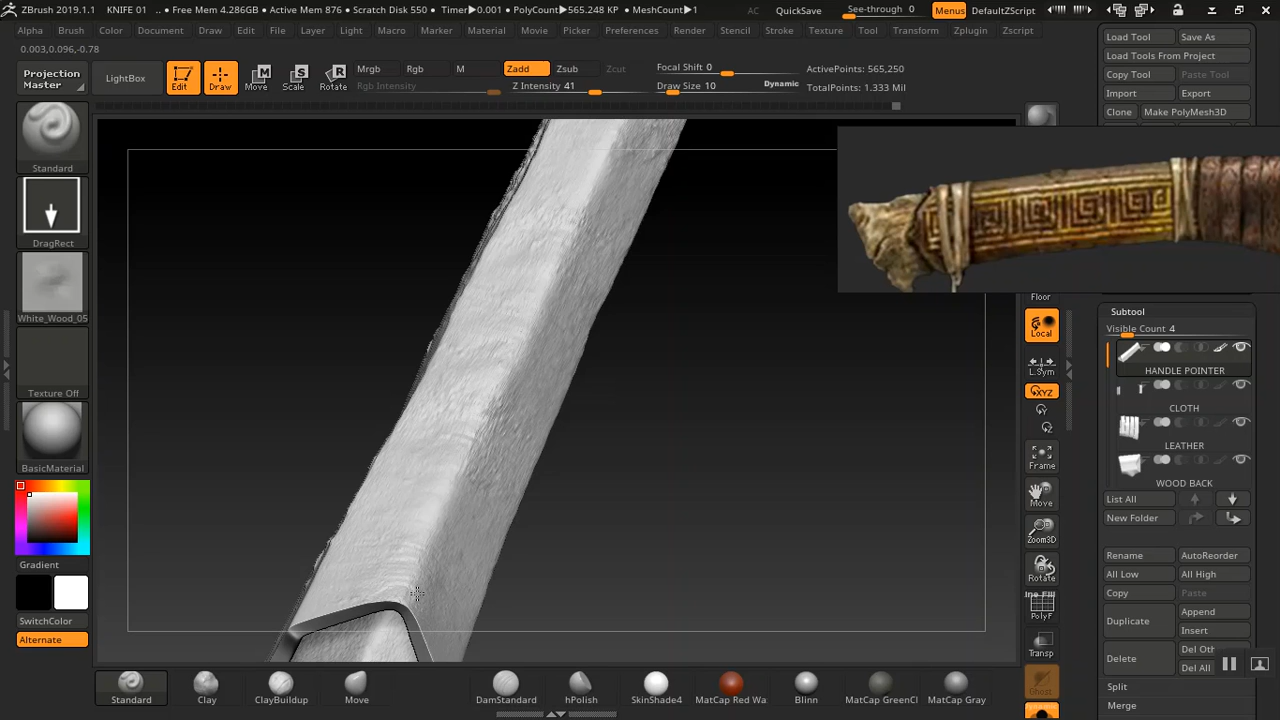 ZBrush 2019.1.1 KNIFE 01 .. • Free Mem 4.286GB • Active Mem 876 • Scratch Disk 550 • Timer▶0.001 • PolyCount▶565.248 KP • MeshCount▶1 AC QuickSave See-through 0 Menus DefaultZScript
Alpha Brush Color Document Draw Edit File Layer Light Macro Marker Material Movie Picker Preferences Render Stencil Stroke Texture Tool Transform Zplugin Zscript
0.003,0.096,-0.78
Projection Master LightBox Edit Draw Move Scale Rotate
Mrgb Rgb M Zadd Zsub Zcut Focal Shift 0 ActivePoints: 565,250
Rgb Intensity Z Intensity 41 Draw Size 10 Dynamic TotalPoints: 1.333 Mil
Load Tool Save As
Load Tools From Project
Copy Tool Paste Tool
Import Export
Clone Make PolyMesh3D
Standard
DragRect
White_Wood_05
Texture Off
BasicMaterial
Gradient
SwitchColor
Alternate
Floor
Local
L.Sym
XYZ
Frame
Move
Zoom3D
Rotate
PolyF
Transp
Ghost
Subtool
Visible Count 4
HANDLE POINTER
CLOTH
LEATHER
WOOD BACK
List All
New Folder
Rename AutoReorder
All Low All High
Copy Paste
Duplicate Append
Insert
Delete Del Oth
Del All
Split
Merge
Standard Clay ClayBuildup Move DamStandard hPolish SkinShade4 MatCap Red Wa Blinn MatCap GreenCl MatCap Gray